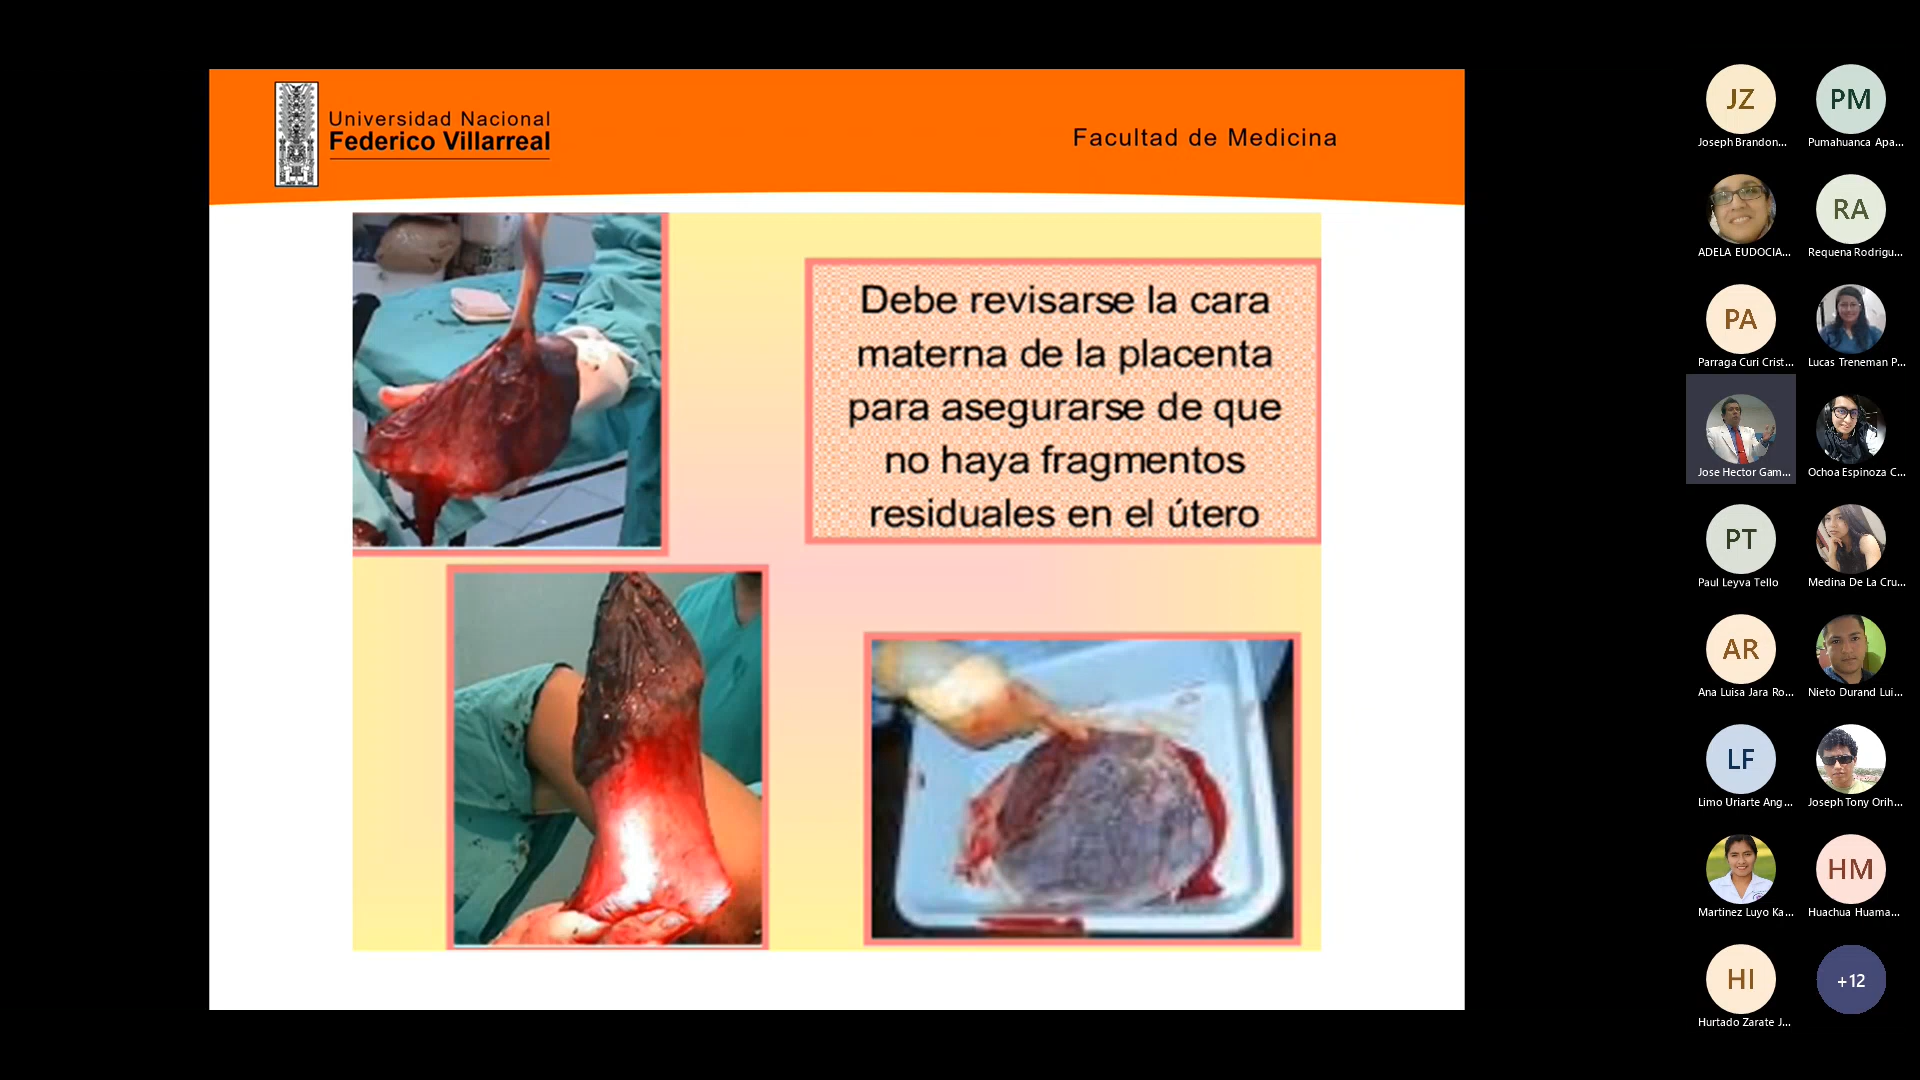 Universidad Nacional
Federico Villarreal
Facultad de Medicina
Debe revisarse la cara
materna de la placenta
para asegurarse de que
no haya fragmentos
residuales en el útero
JZ
Joseph Brandon...
PM
Pumahuanca Apa...
ADELA EUDOCIA...
RA
Requena Rodrigu...
PA
Parraga Curi Crist...
Lucas Treneman P...
Jose Hector Gam...
Ochoa Espinoza C...
PT
Paul Leyva Tello
Medina De La Cru...
AR
Ana Luisa Jara Ro...
Nieto Durand Lui...
LF
Limo Uriarte Ang...
Joseph Tony Orih...
Martinez Luyo Ka...
HM
Huachua Huama...
HI
Hurtado Zarate J...
+12